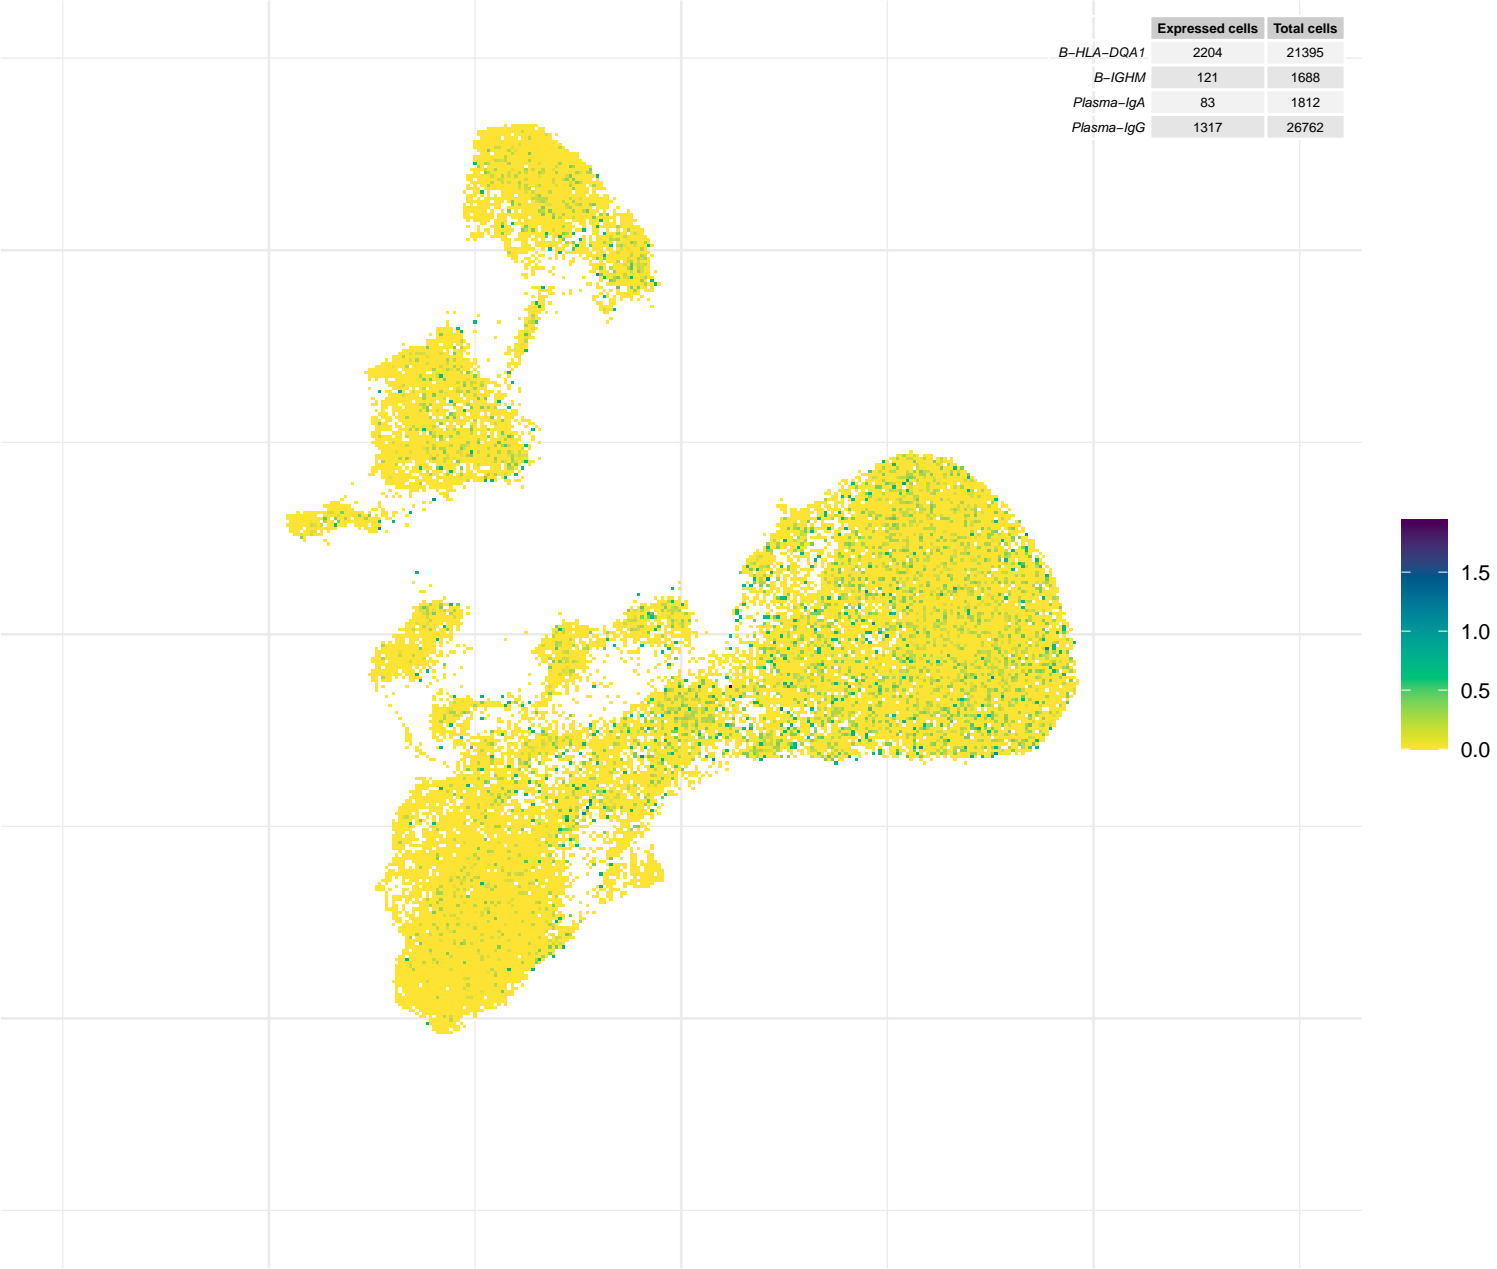 Expressed cells Total cells
B−HLA−DQA1 2204 21395
B−IGHM 121 1688
Plasma−IgA 83 1812
Plasma−IgG 1317 26762
1.5
1.0
0.5
0.0